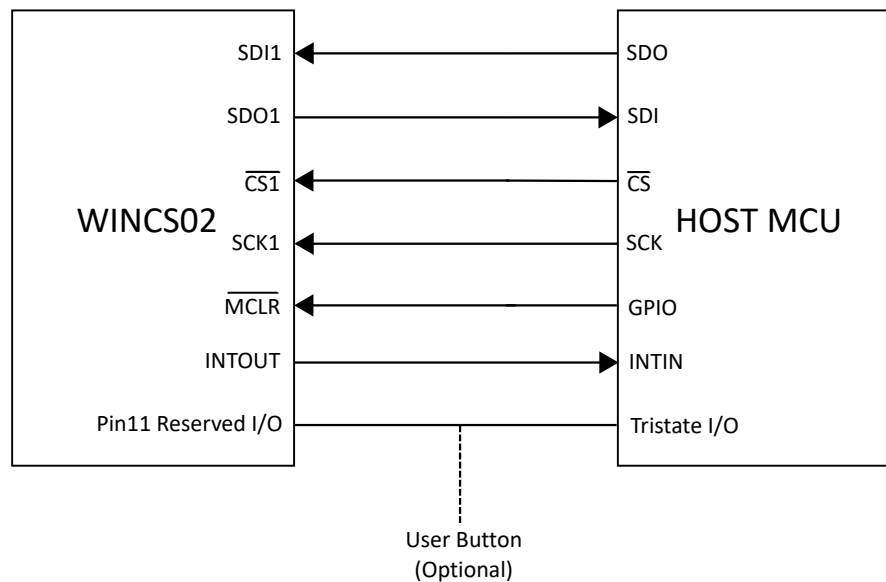 SDI1 SDO
SDO1 SDI
CS1 CS
WINCS02 HOST MCU
SCK1 SCK
MCLR GPIO
INTOUT INTIN
Pin11 Reserved I/O Tristate I/O
User Button
(Optional)